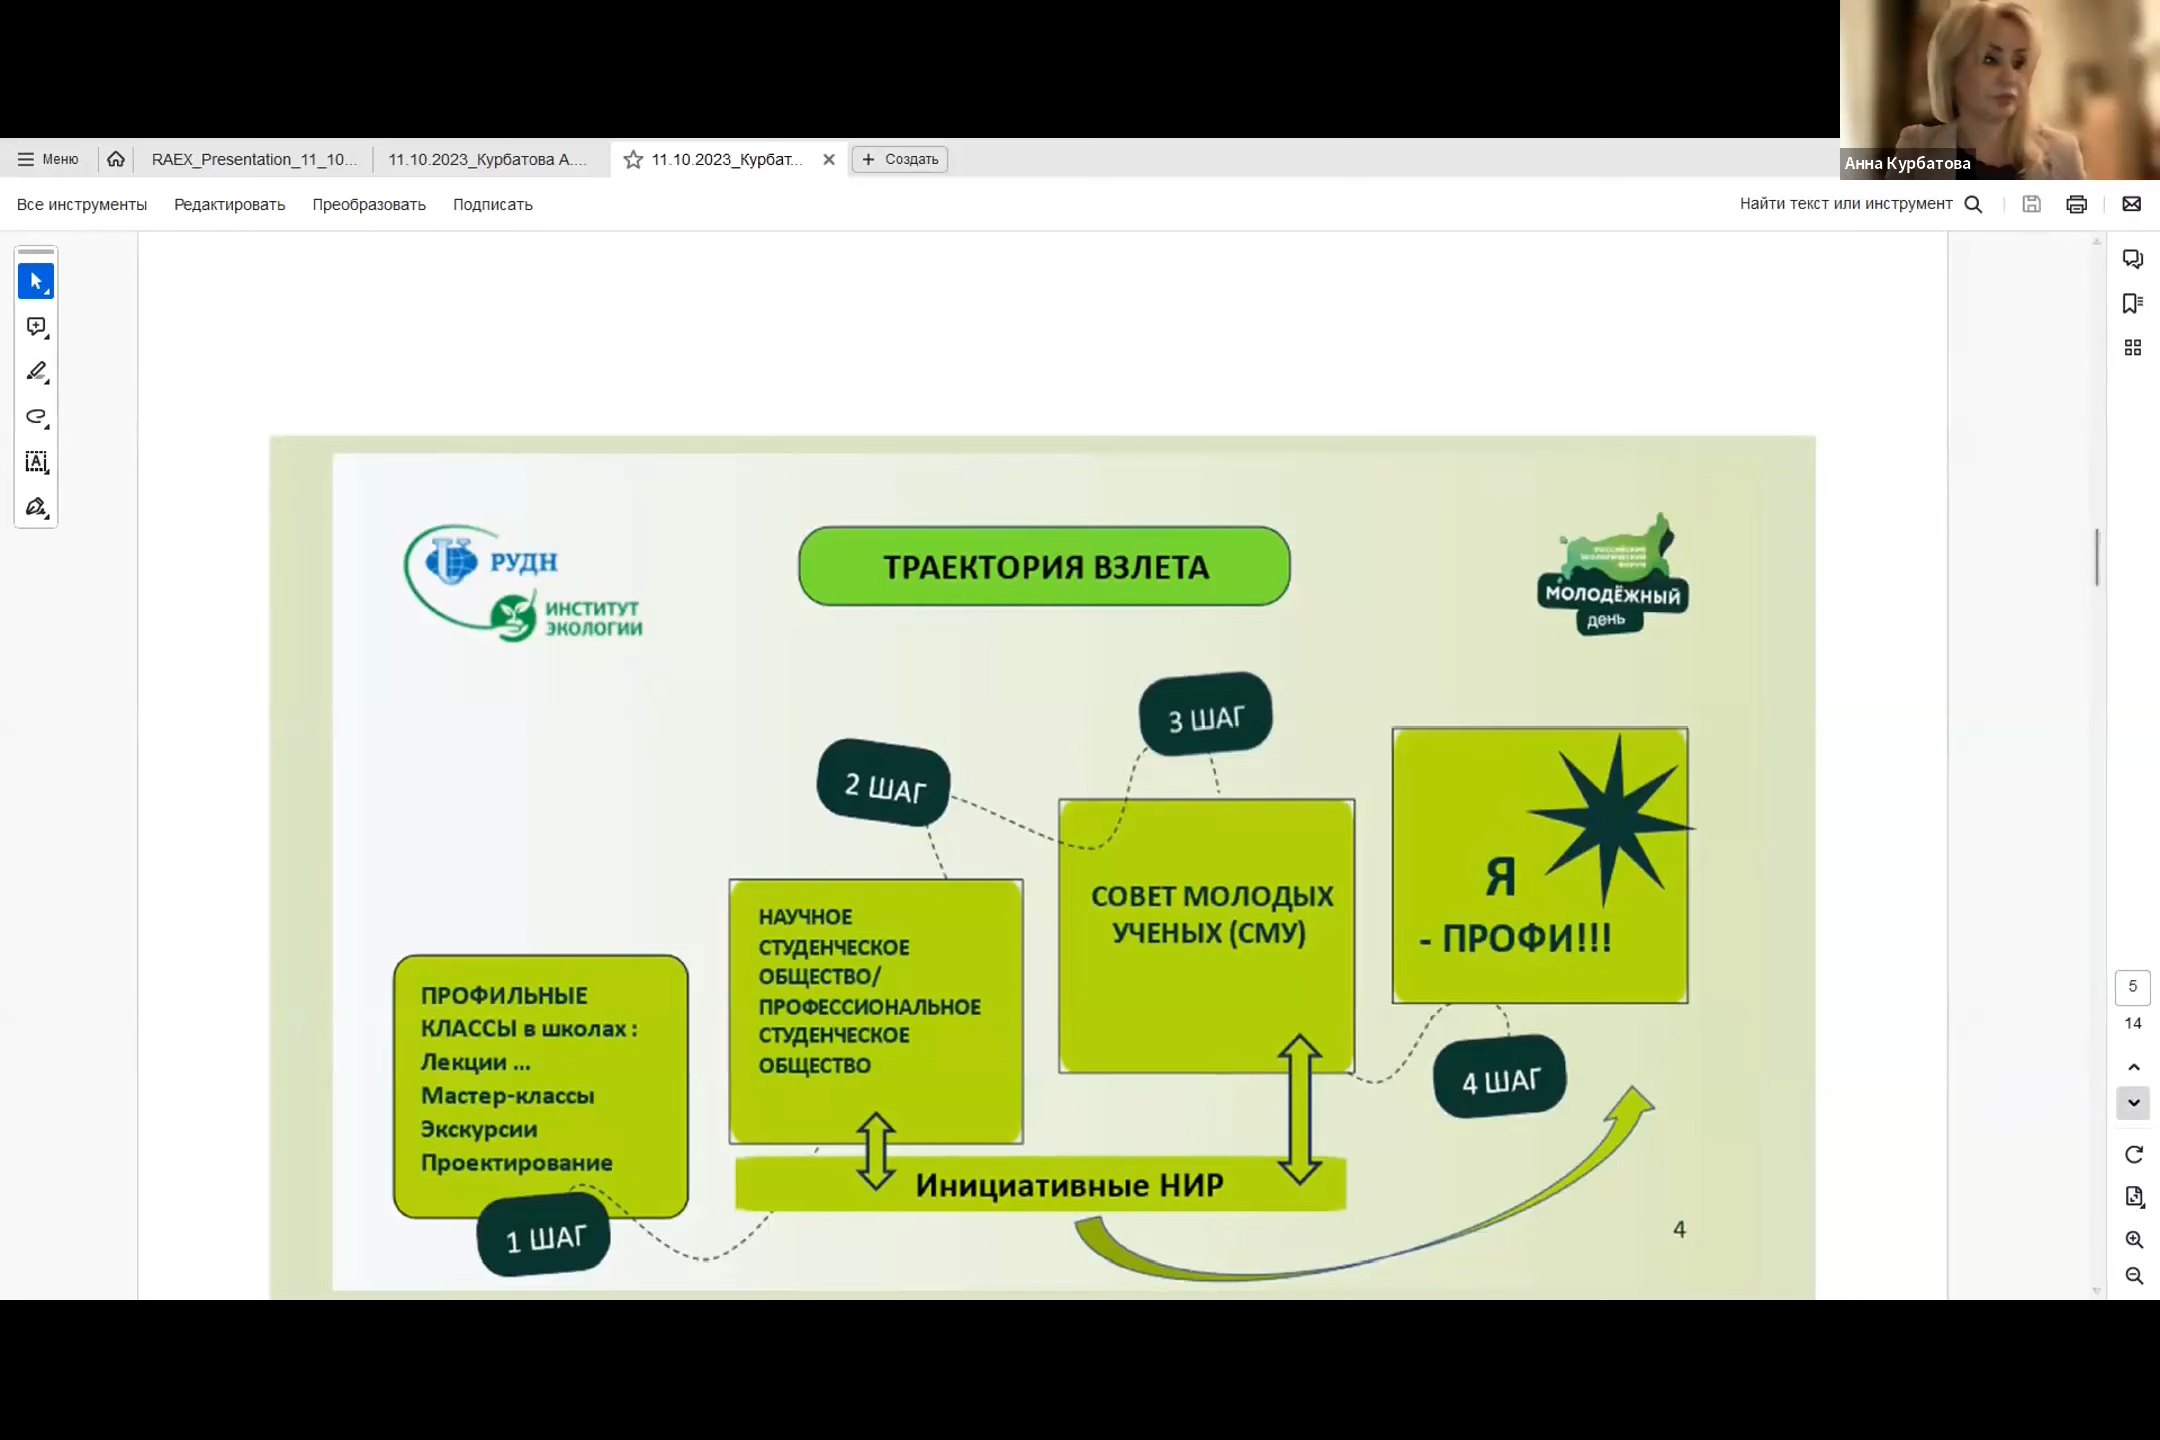 Анна Курбатова
Меню
RAEX_Presentation_11_10...
11.10.2023_Курбатова А....
11.10.2023_Курбат...
Создать
Все инструменты
Редактировать
Преобразовать
Подписать
Найти текст или инструмент
РУДН
ИНСТИТУТ
ЭКОЛОГИИ
ТРАЕКТОРИЯ ВЗЛЕТА
РОССИЙСКИЙ
ЭКОЛОГИЧЕСКИЙ
ФОРУМ
МОЛОДЁЖНЫЙ
день
3 ШАГ
2 ШАГ
Я
- ПРОФИ!!!
СОВЕТ МОЛОДЫХ
УЧЕНЫХ (СМУ)
НАУЧНОЕ
СТУДЕНЧЕСКОЕ
ОБЩЕСТВО/
ПРОФЕССИОНАЛЬНОЕ
СТУДЕНЧЕСКОЕ
ОБЩЕСТВО
ПРОФИЛЬНЫЕ
КЛАССЫ в школах :
Лекции ...
Мастер-классы
Экскурсии
Проектирование
4 ШАГ
Инициативные НИР
1 ШАГ
4
5
14